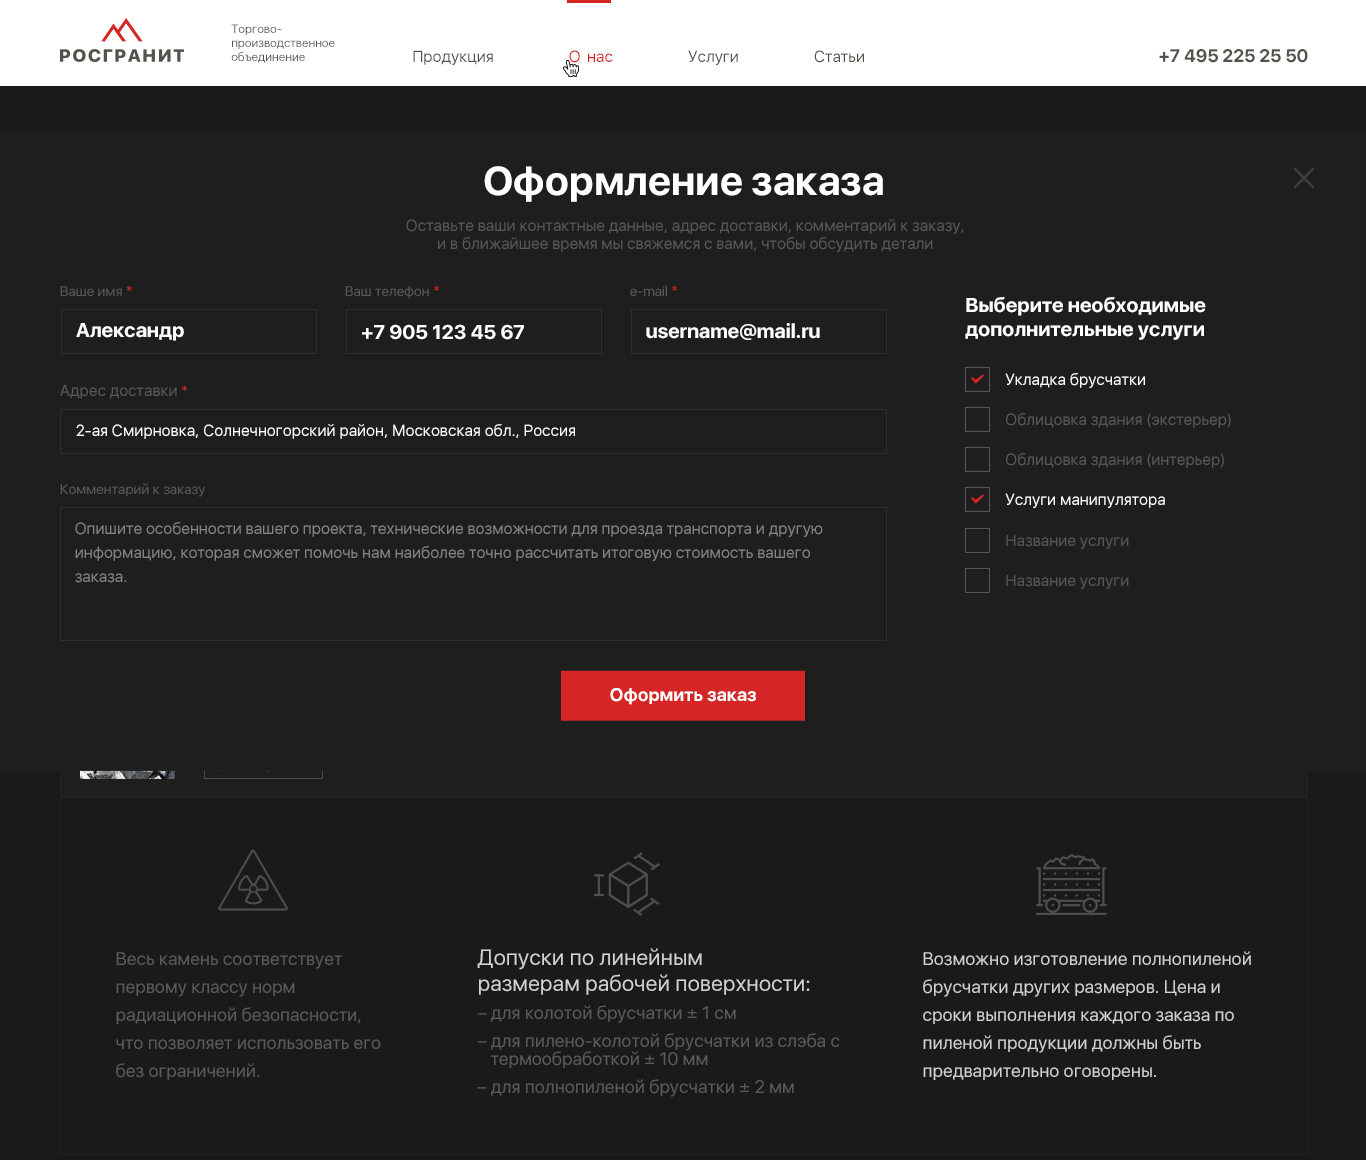 РОСГРАНИТ
Торгово-
производственное
объединение
Продукция
О нас
Услуги
Статьи
+7 495 225 25 50
Оформление заказа
Оставьте ваши контактные данные, адрес доставки, комментарий к заказу,
и в ближайшее время мы свяжемся с вами, чтобы обсудить детали
Ваше имя *
Александр
Ваш телефон *
+7 905 123 45 67
e-mail *
username@mail.ru
Адрес доставки *
2-ая Смирновка, Солнечногорский район, Московская обл., Россия
Комментарий к заказу
Опишите особенности вашего проекта, технические возможности для проезда транспорта и другую
информацию, которая сможет помочь нам наиболее точно рассчитать итоговую стоимость вашего
заказа.
Выберите необходимые
дополнительные услуги
Укладка брусчатки
Облицовка здания (экстерьер)
Облицовка здания (интерьер)
Услуги манипулятора
Название услуги
Название услуги
Оформить заказ
Весь камень соответствует
первому классу норм
радиационной безопасности,
что позволяет использовать его
без ограничений.
Допуски по линейным
размерам рабочей поверхности:
– для колотой брусчатки ± 1 см
– для пилено-колотой брусчатки из слэба с
термообработкой ± 10 мм
– для полнопиленой брусчатки ± 2 мм
Возможно изготовление полнопиленой
брусчатки других размеров. Цена и
сроки выполнения каждого заказа по
пиленой продукции должны быть
предварительно оговорены.